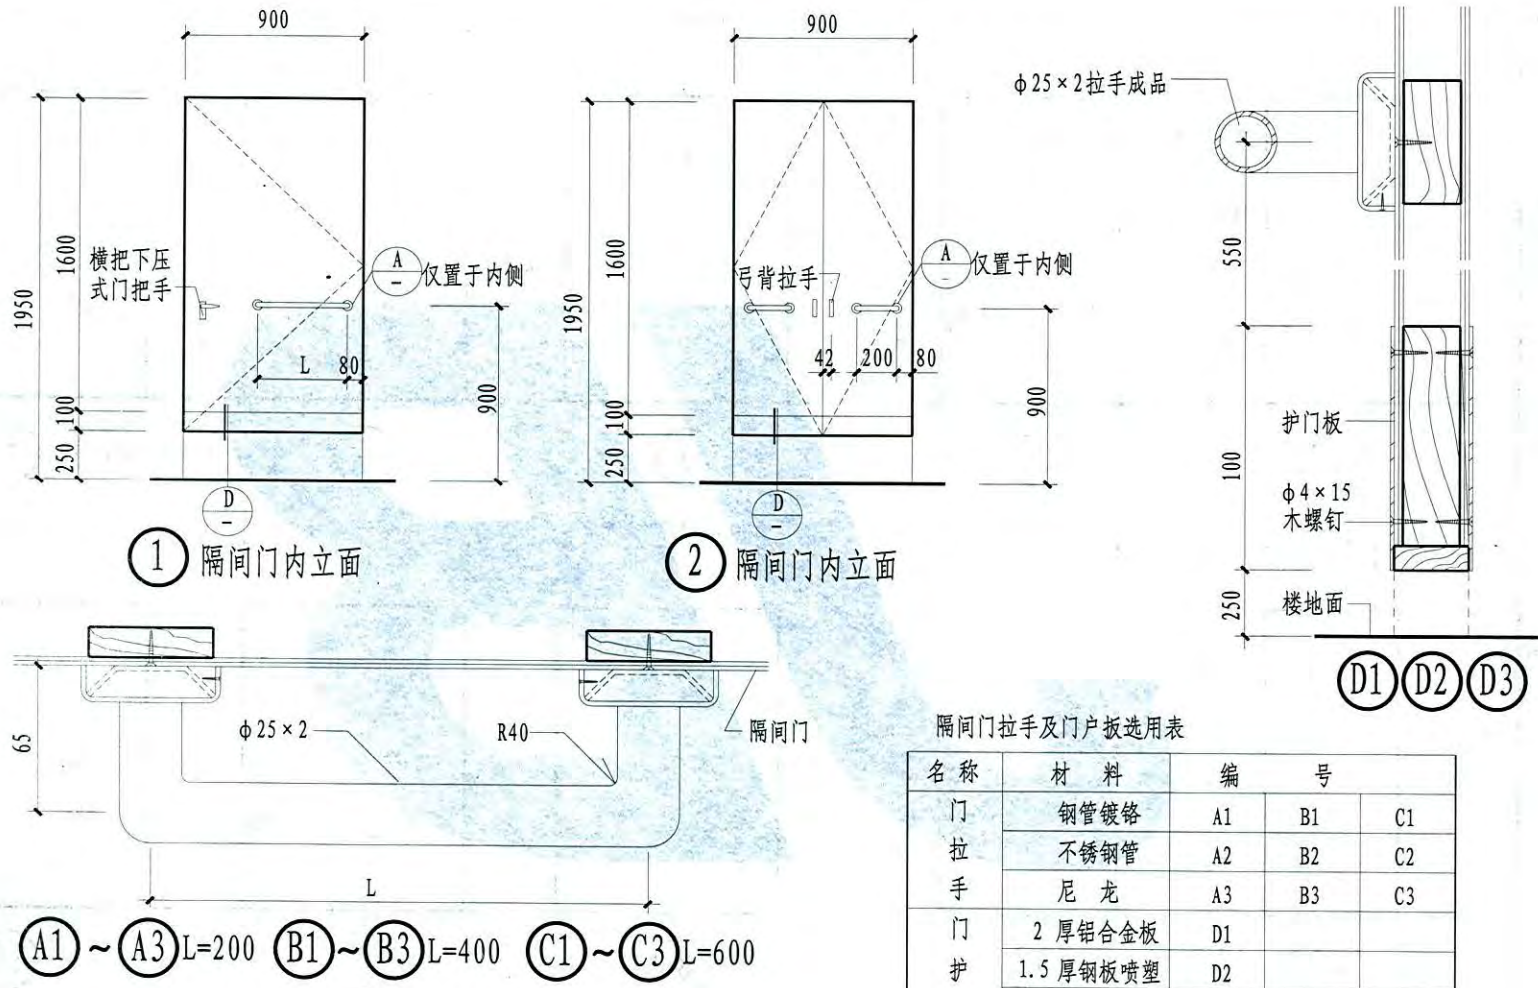 900
1950
1600
100
250
横把下压
式门把手
A
-
仅置于内侧
L
80
900
D
-
1 隔间门内立面
900
1950
1600
100
250
弓背拉手
A
-
仅置于内侧
42
200
80
900
D
-
2 隔间门内立面
φ25×2拉手成品
550
护门板
100
φ4×15
木螺钉
250
楼地面
D1 D2 D3
65
φ25×2
R40
隔间门
L
A1 ~ A3 L=200 B1 ~ B3 L=400 C1 ~ C3 L=600
隔间门拉手及门户扳选用表
名称 材料 编号
门拉手
钢管镀铬 A1 B1 C1
不锈钢管 A2 B2 C2
尼龙 A3 B3 C3
门护
2厚铝合金板 D1
1.5厚钢板喷塑 D2